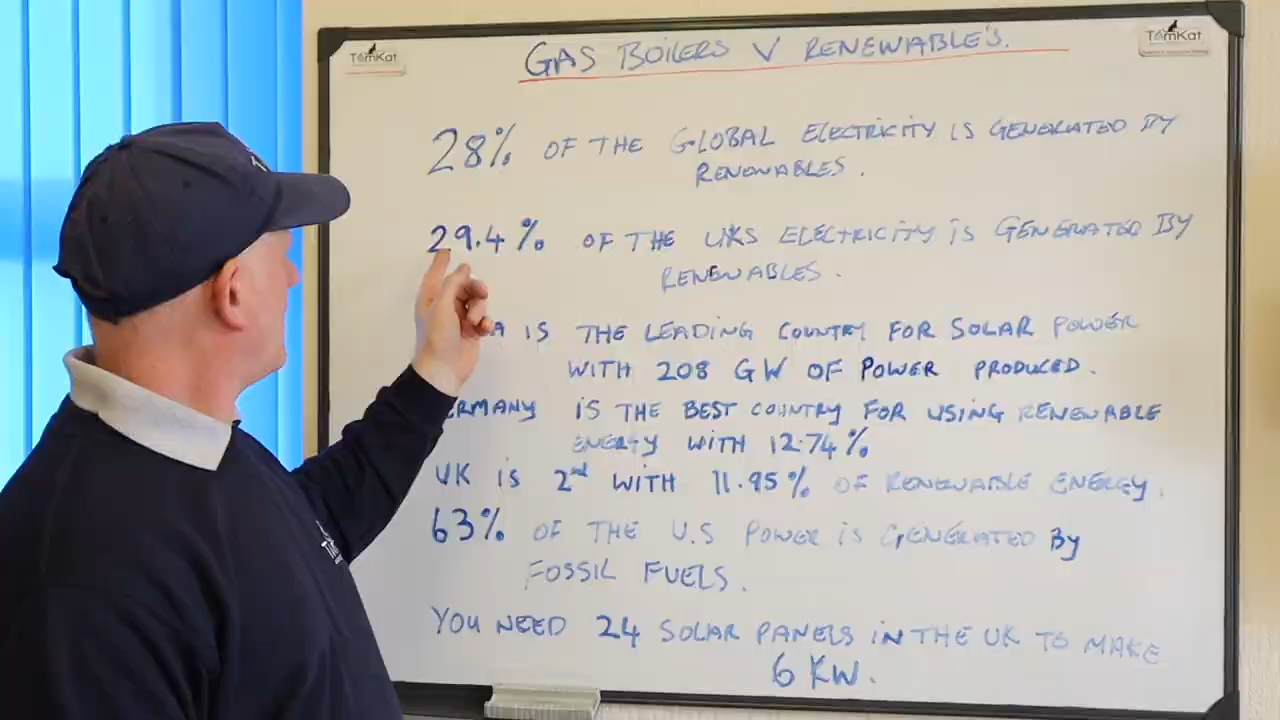 TomKat
TomKat
GAS BOILERS V RENEWABLE'S.
28% OF THE GLOBAL ELECTRICITY IS GENERATED BY
RENEWABLES.
29.4% OF THE UKS ELECTRICITY IS GENERATED BY
RENEWABLES.
A IS THE LEADING COUNTRY FOR SOLAR POWER
WITH 208 GW OF POWER PRODUCED.
ERMANY IS THE BEST COUNTRY FOR USING RENEWABLE
ENERGY WITH 12.74%
UK IS 2nd WITH 11.95% OF RENEWABLE ENERGY.
63% OF THE U.S POWER IS GENERATED By
FOSSIL FUELS.
YOU NEED 24 SOLAR PANELS IN THE UK TO MAKE
6 KW.